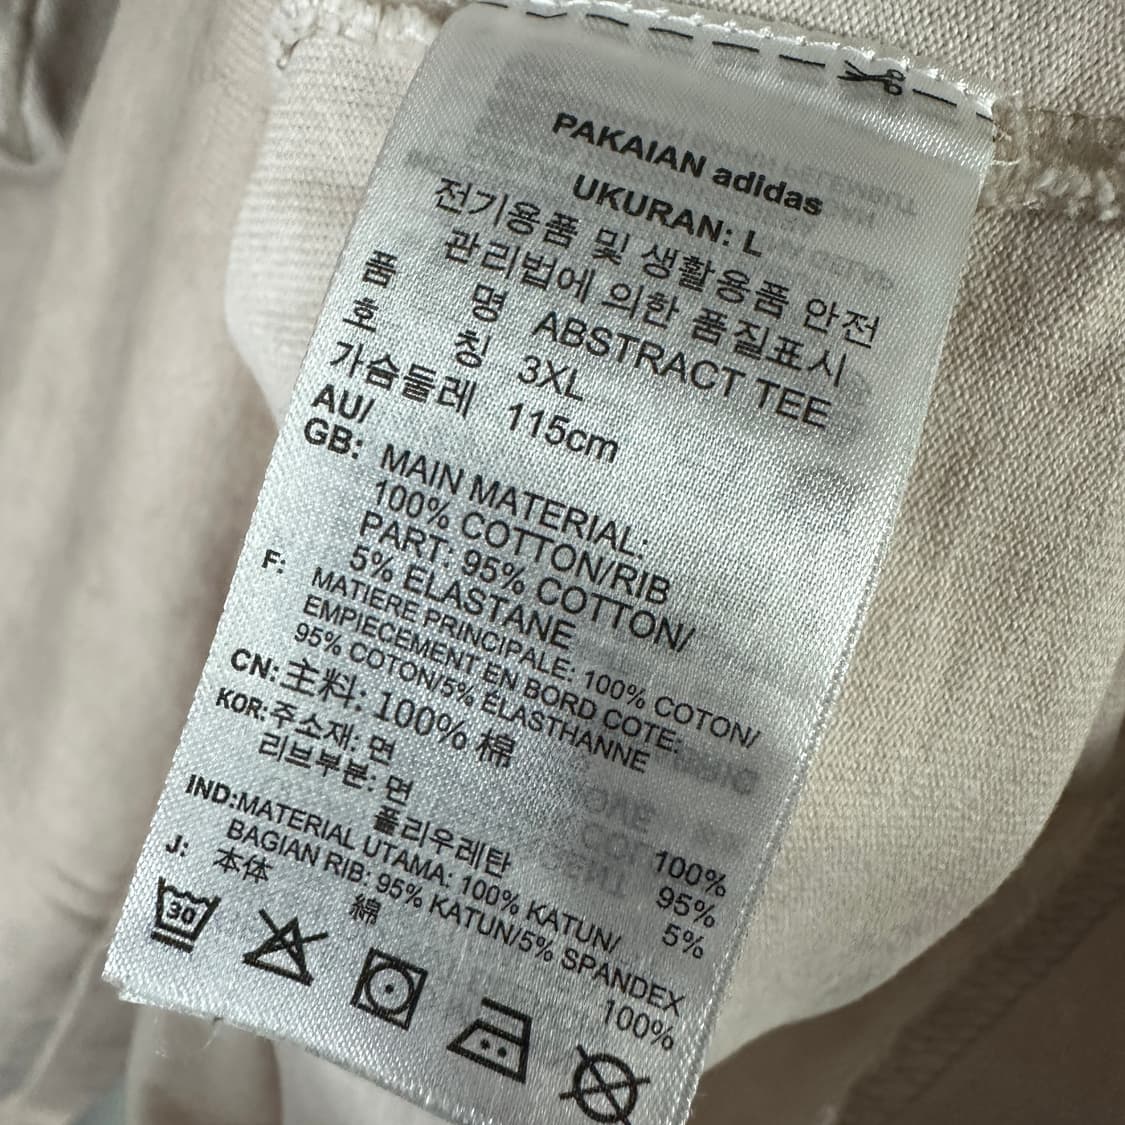 PAKAIAN adidas
UKURAN: L
전기용품 및 생활용품 안전
관리법에 의한 품질표시
품 명 ABSTRACT TEE
호 칭 3XL
가슴둘레 115cm
AU/
GB: MAIN MATERIAL:
100% COTTON/RIB
PART: 95% COTTON/
5% ELASTANE
F: MATIERE PRINCIPALE: 100% COTON/
EMPIECEMENT EN BORD COTE:
95% COTON/5% ELASTHANNE
CN: 主料: 100% 棉
KOR: 주소재: 면 100%
리브부분: 면 95%
폴리우레탄 5%
IND: MATERIAL UTAMA: 100% KATUN/
BAGIAN RIB: 95% KATUN/5% SPANDEX
J: 本体
綿 100%
30